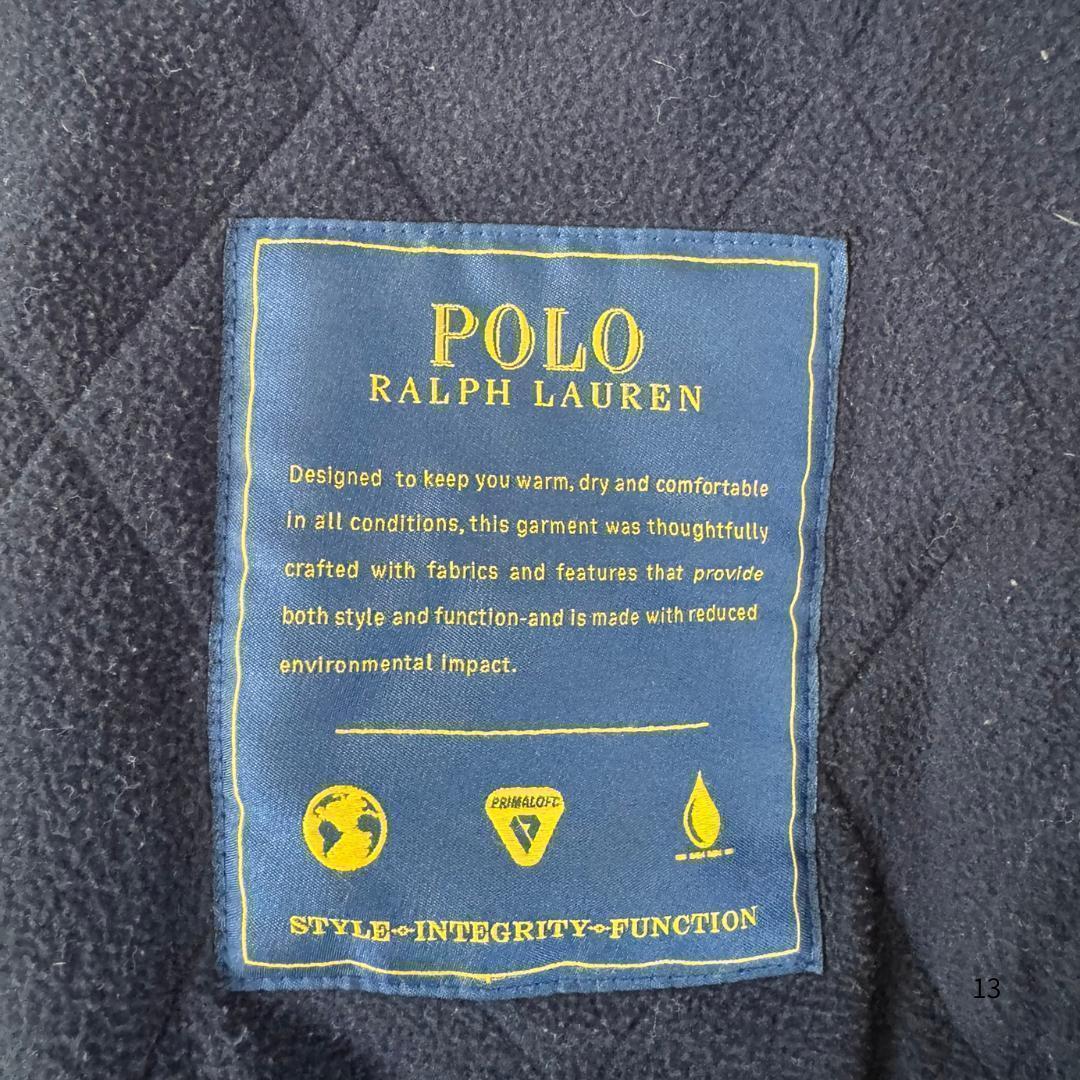 POLO
RALPH LAUREN
Designed to keep you warm, dry and comfortable
in all conditions, this garment was thoughtfully
crafted with fabrics and features that provide
both style and function-and is made with reduced
environmental impact.
PRIMALOFT
STYLE-INTEGRITY-FUNCTION
13